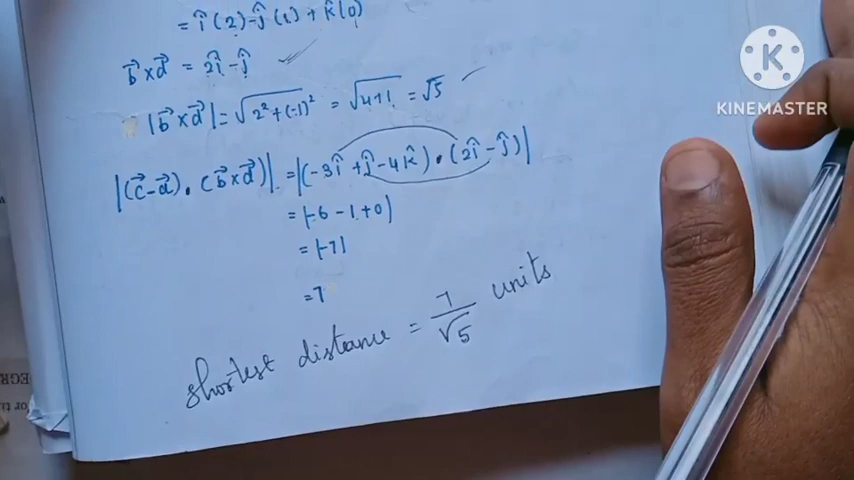 = î(2) - ĵ(1) + k̂(0)
b⃗×d⃗ = 2î - ĵ
|b⃗×d⃗| = √2²+(-1)² = √4+1 = √5
|(c⃗-a⃗)•(b⃗×d⃗)| = |(-3î+ĵ-4k̂)•(2î-ĵ)|
= |-6-1+0|
= |-7|
= 7
shortest distance = 7/√5 units
K
KINEMASTER